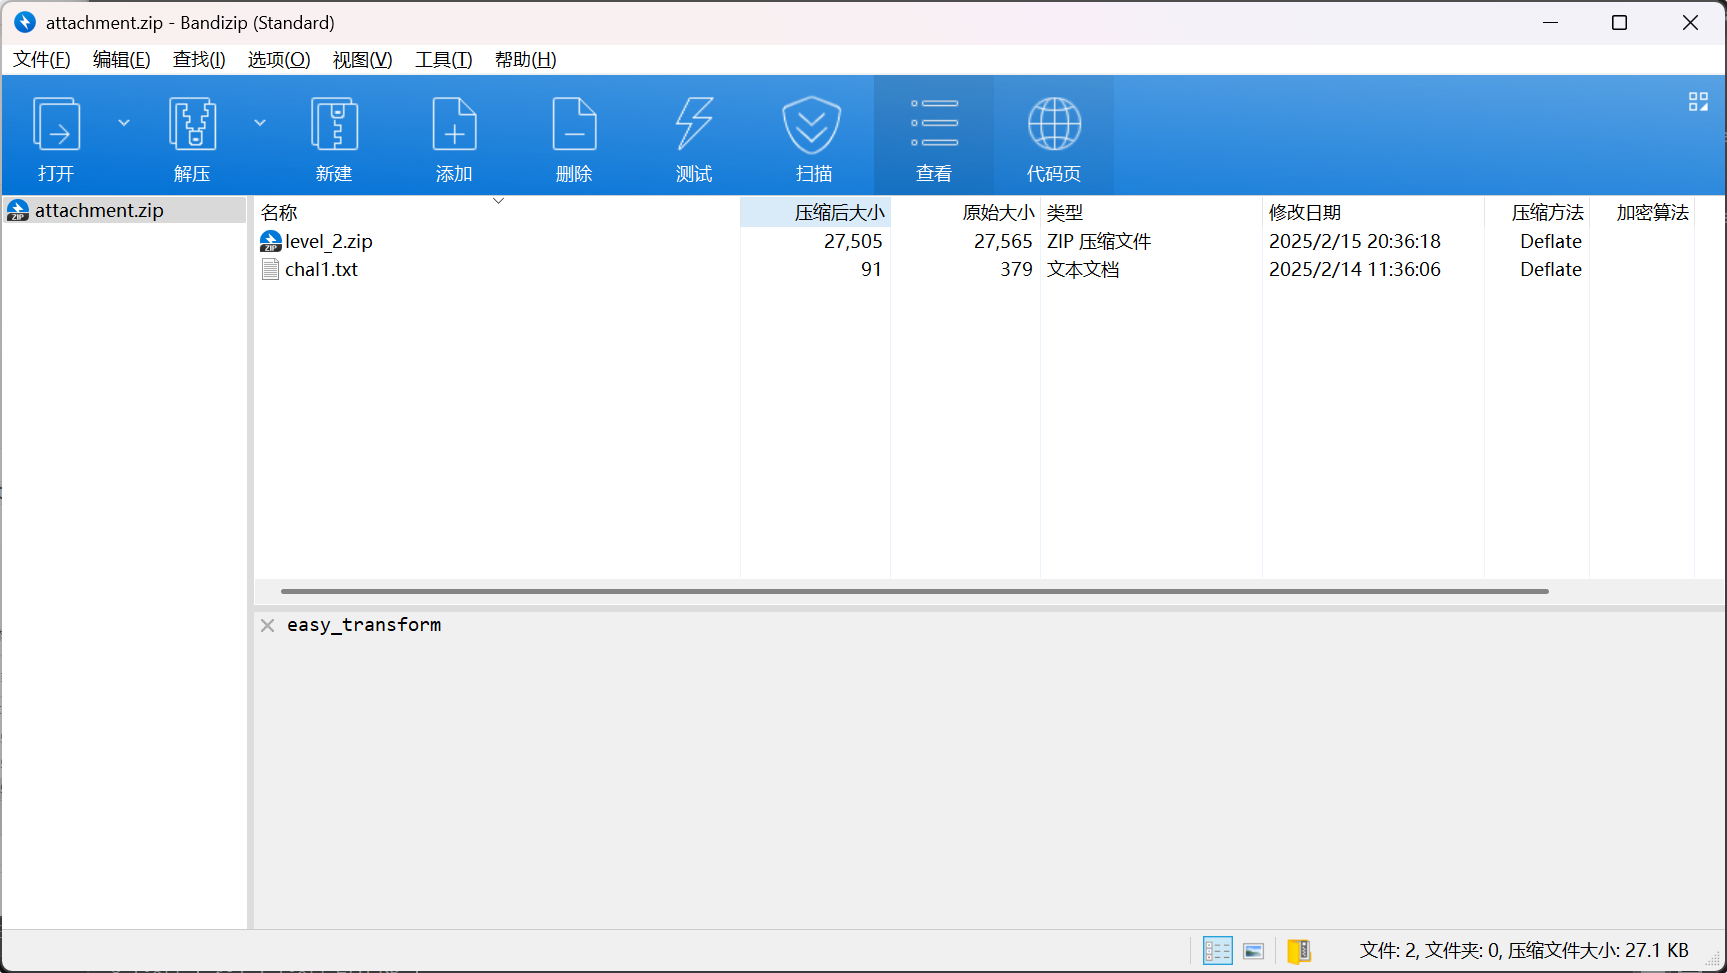 attachment.zip - Bandizip (Standard)
文件(F) 编辑(E) 查找(I) 选项(O) 视图(V) 工具(T) 帮助(H)
打开 解压 新建 添加 删除 测试 扫描 查看 代码页
attachment.zip
名称 压缩后大小 原始大小 类型 修改日期 压缩方法 加密算法
level_2.zip 27,505 27,565 ZIP 压缩文件 2025/2/15 20:36:18 Deflate
chal1.txt 91 379 文本文档 2025/2/14 11:36:06 Deflate
easy_transform
文件: 2, 文件夹: 0, 压缩文件大小: 27.1 KB